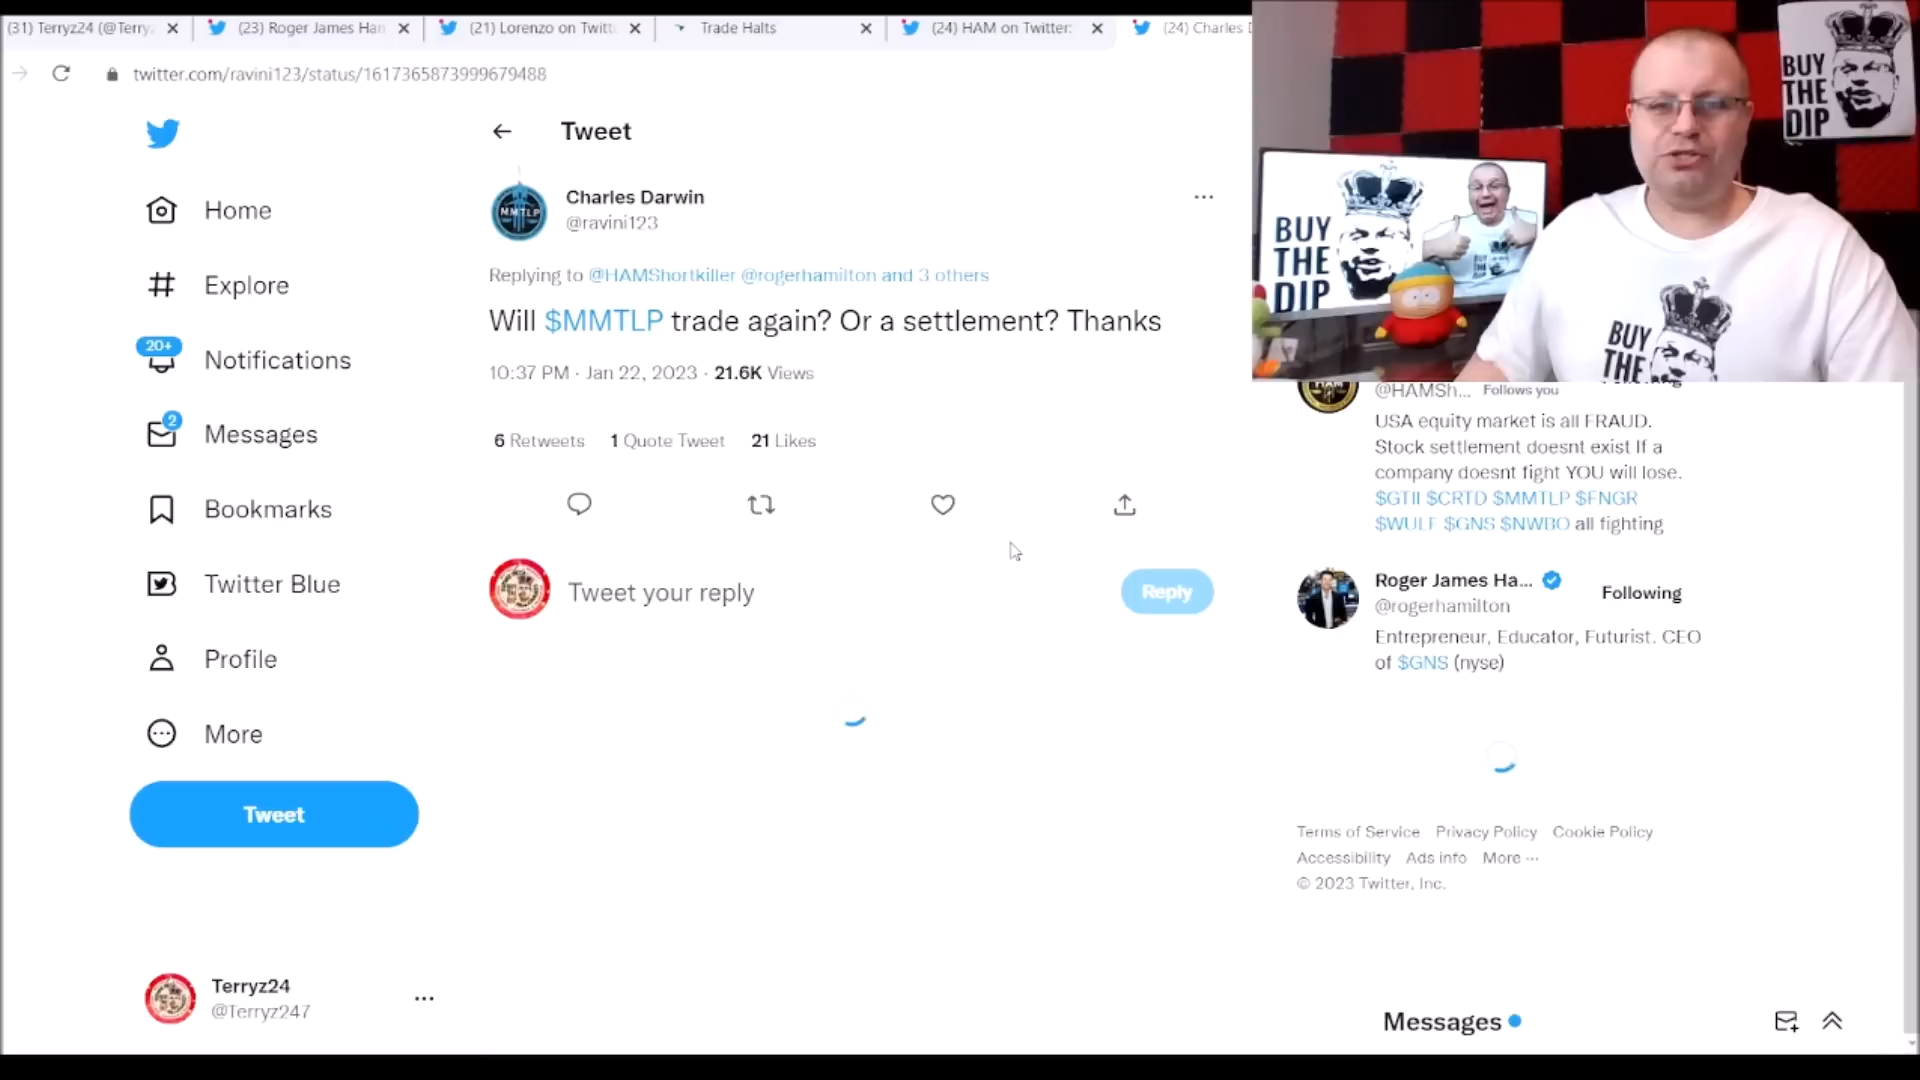 (31) Terryz24 (@Terry
(23) Roger James Ham
(21) Lorenzo on Twitt
Trade Halts
(24) HAM on Twitter:
(24) Charles D
twitter.com/ravini123/status/1617365873999679488
Tweet
Charles Darwin
@ravini123
MMTLP
Replying to @HAMShortkiller @rogerhamilton and 3 others
Will $MMTLP trade again? Or a settlement? Thanks
10:37 PM · Jan 22, 2023 · 21.6K Views
6 Retweets 1 Quote Tweet 21 Likes
Tweet your reply
Reply
Home
Explore
20+
Notifications
2
Messages
Bookmarks
Twitter Blue
Profile
More
Tweet
Terryz24
@Terryz247
BUY
THE
DIP
BUY
THE
DIP
BUY
THE
@HAMSh... Follows you
USA equity market is all FRAUD.
Stock settlement doesnt exist If a
company doesnt fight YOU will lose.
$GTII $CRTD $MMTLP $FNGR
$WULF $GNS $NWBO all fighting
Roger James Ha...
@rogerhamilton
Following
Entrepreneur, Educator, Futurist. CEO
of $GNS (nyse)
Terms of Service Privacy Policy Cookie Policy
Accessibility Ads info More ···
© 2023 Twitter, Inc.
Messages